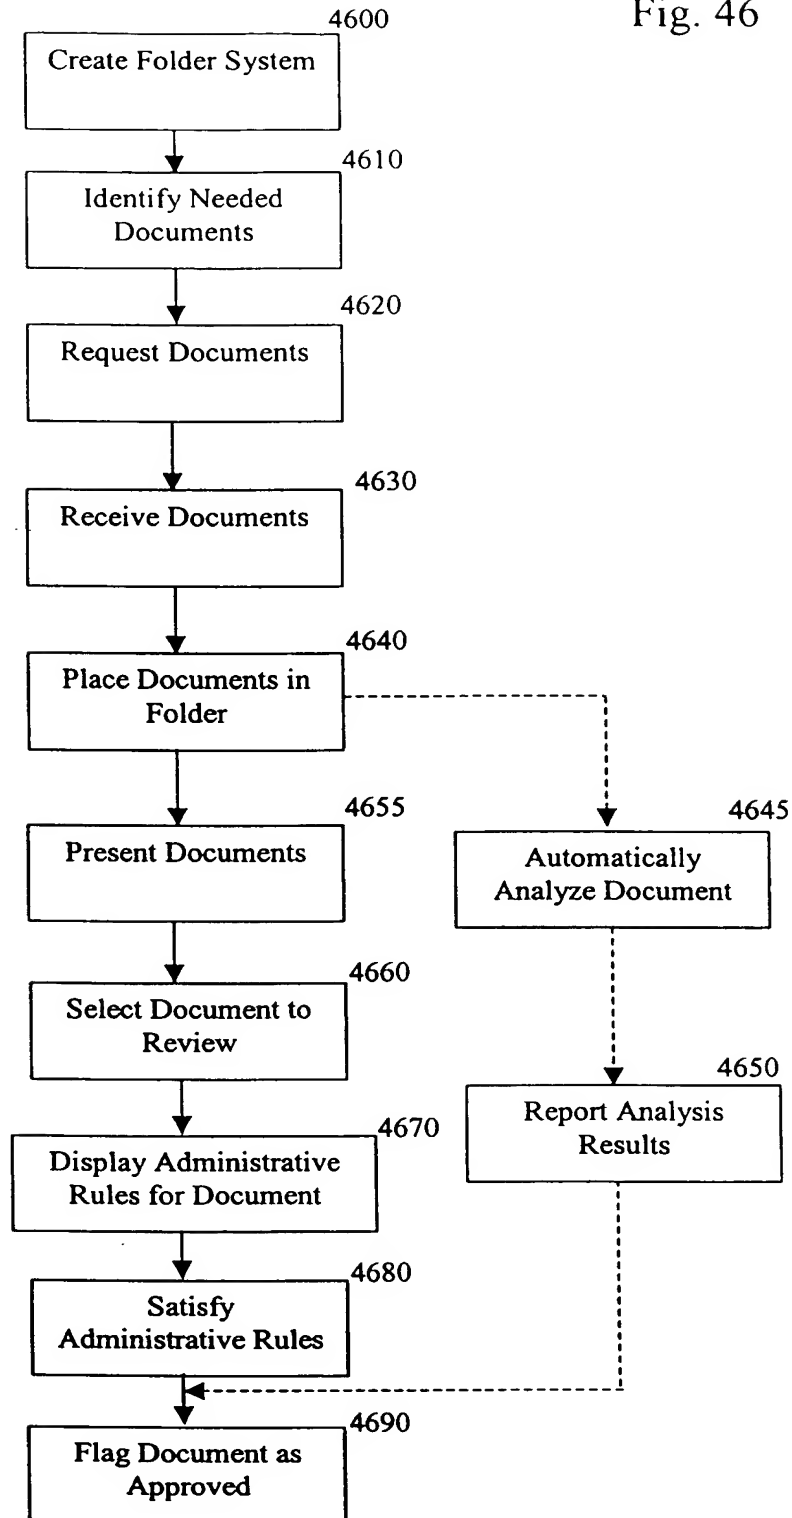 Fig. 46
4600
Create Folder System
4610
Identify Needed
Documents
4620
Request Documents
4630
Receive Documents
4640
Place Documents in
Folder
4655
Present Documents
4645
Automatically
Analyze Document
4660
Select Document to
Review
4650
Report Analysis
Results
4670
Display Administrative
Rules for Document
4680
Satisfy
Administrative Rules
4690
Flag Document as
Approved